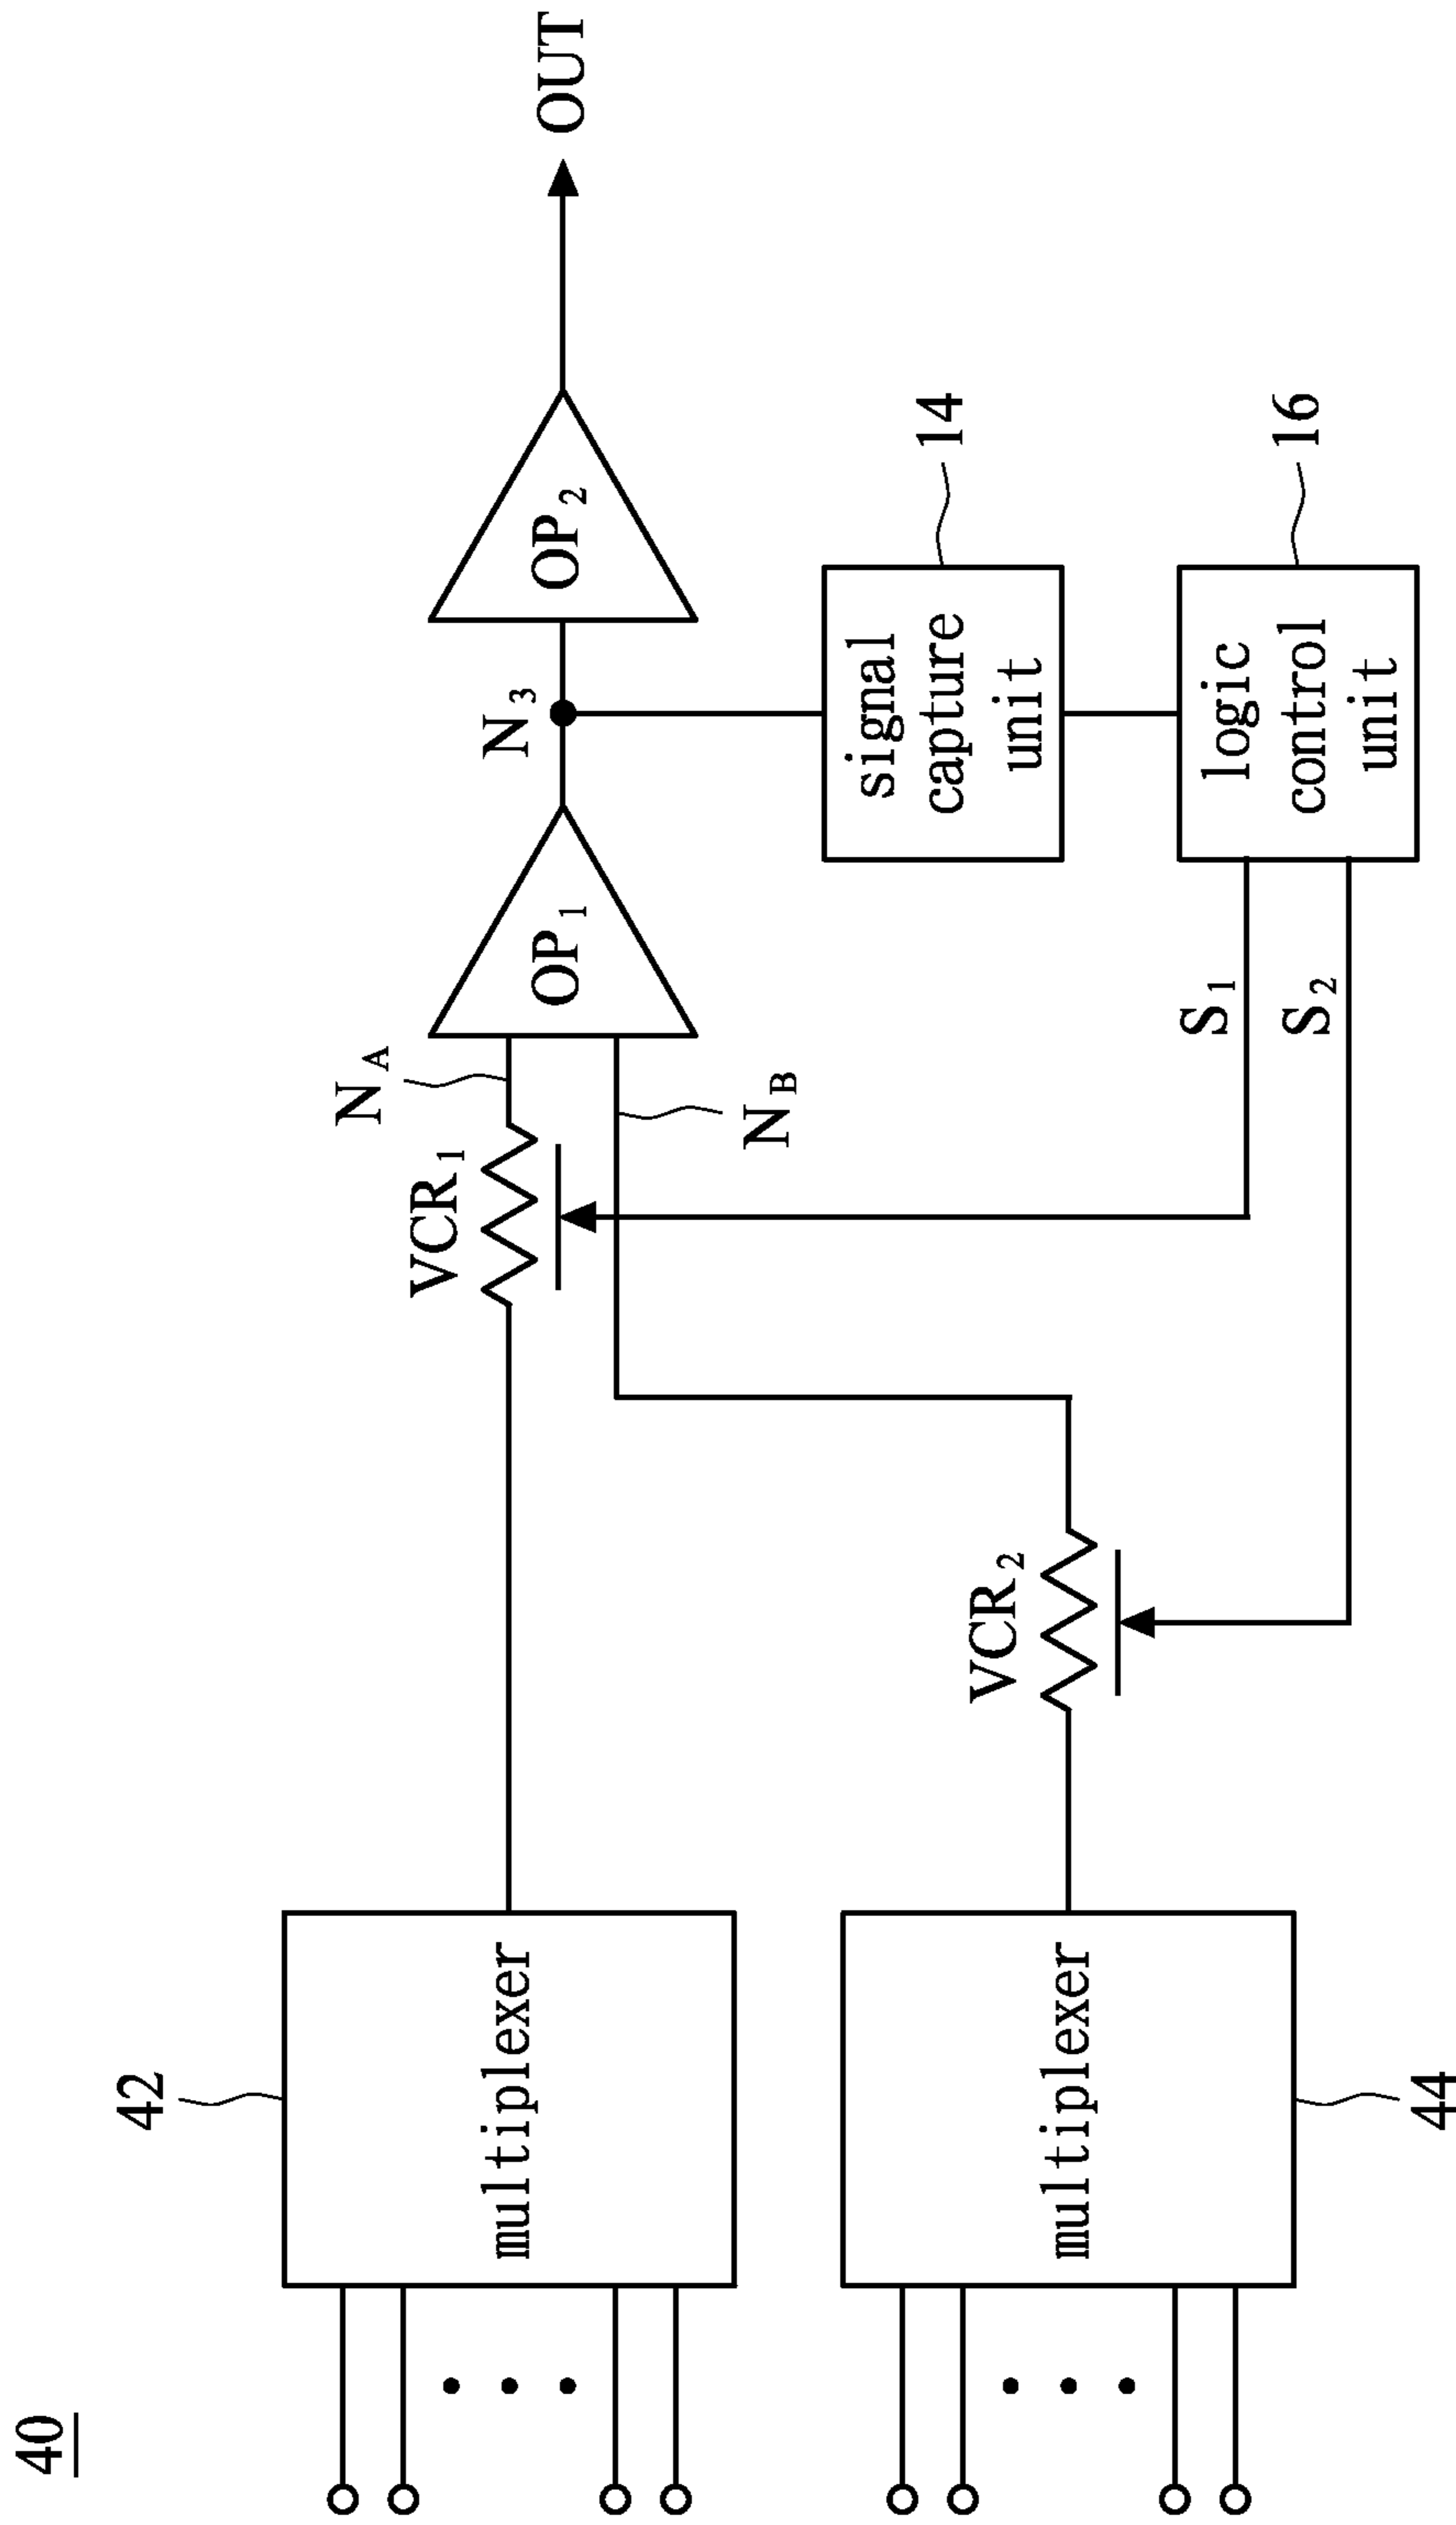 40
42
multiplexer
VCR1
NA
OP1
N3
OP2
OUT
NB
signal
capture
unit
14
multiplexer
44
VCR2
S1
S2
logic
control
unit
16